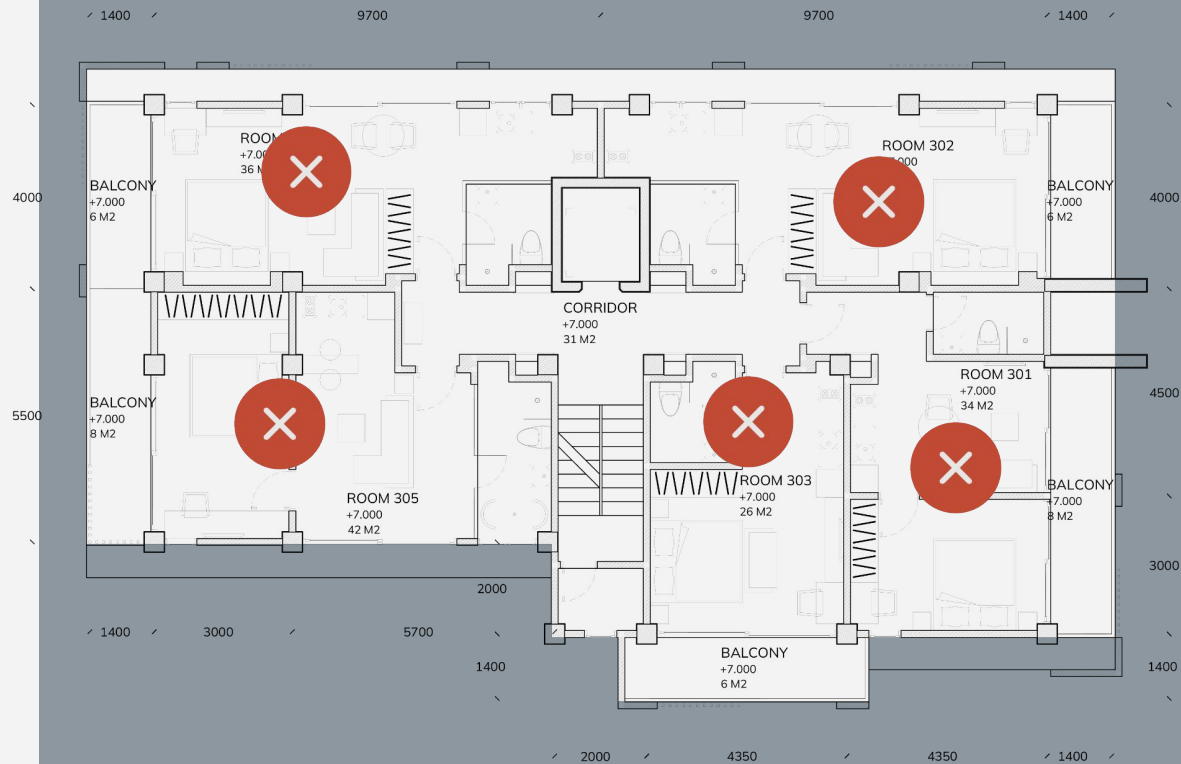 1400
9700
9700
1400
ROOM
+7.00
36 M
ROOM 302
.000
BALCONY
+7.000
6 M2
BALCONY
+7.000
6 M2
4000
4000
CORRIDOR
+7.000
31 M2
ROOM 301
+7.000
34 M2
BALCONY
+7.000
8 M2
5500
4500
ROOM 305
+7.000
42 M2
ROOM 303
+7.000
26 M2
BALCONY
+7.000
8 M2
3000
2000
1400
3000
5700
BALCONY
+7.000
6 M2
1400
1400
2000
4350
4350
1400